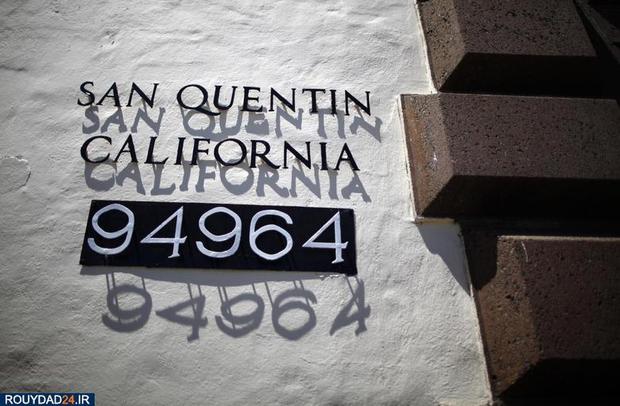 SAN QUENTIN
CALIFORNIA
94964
ROUYDAD24.IR